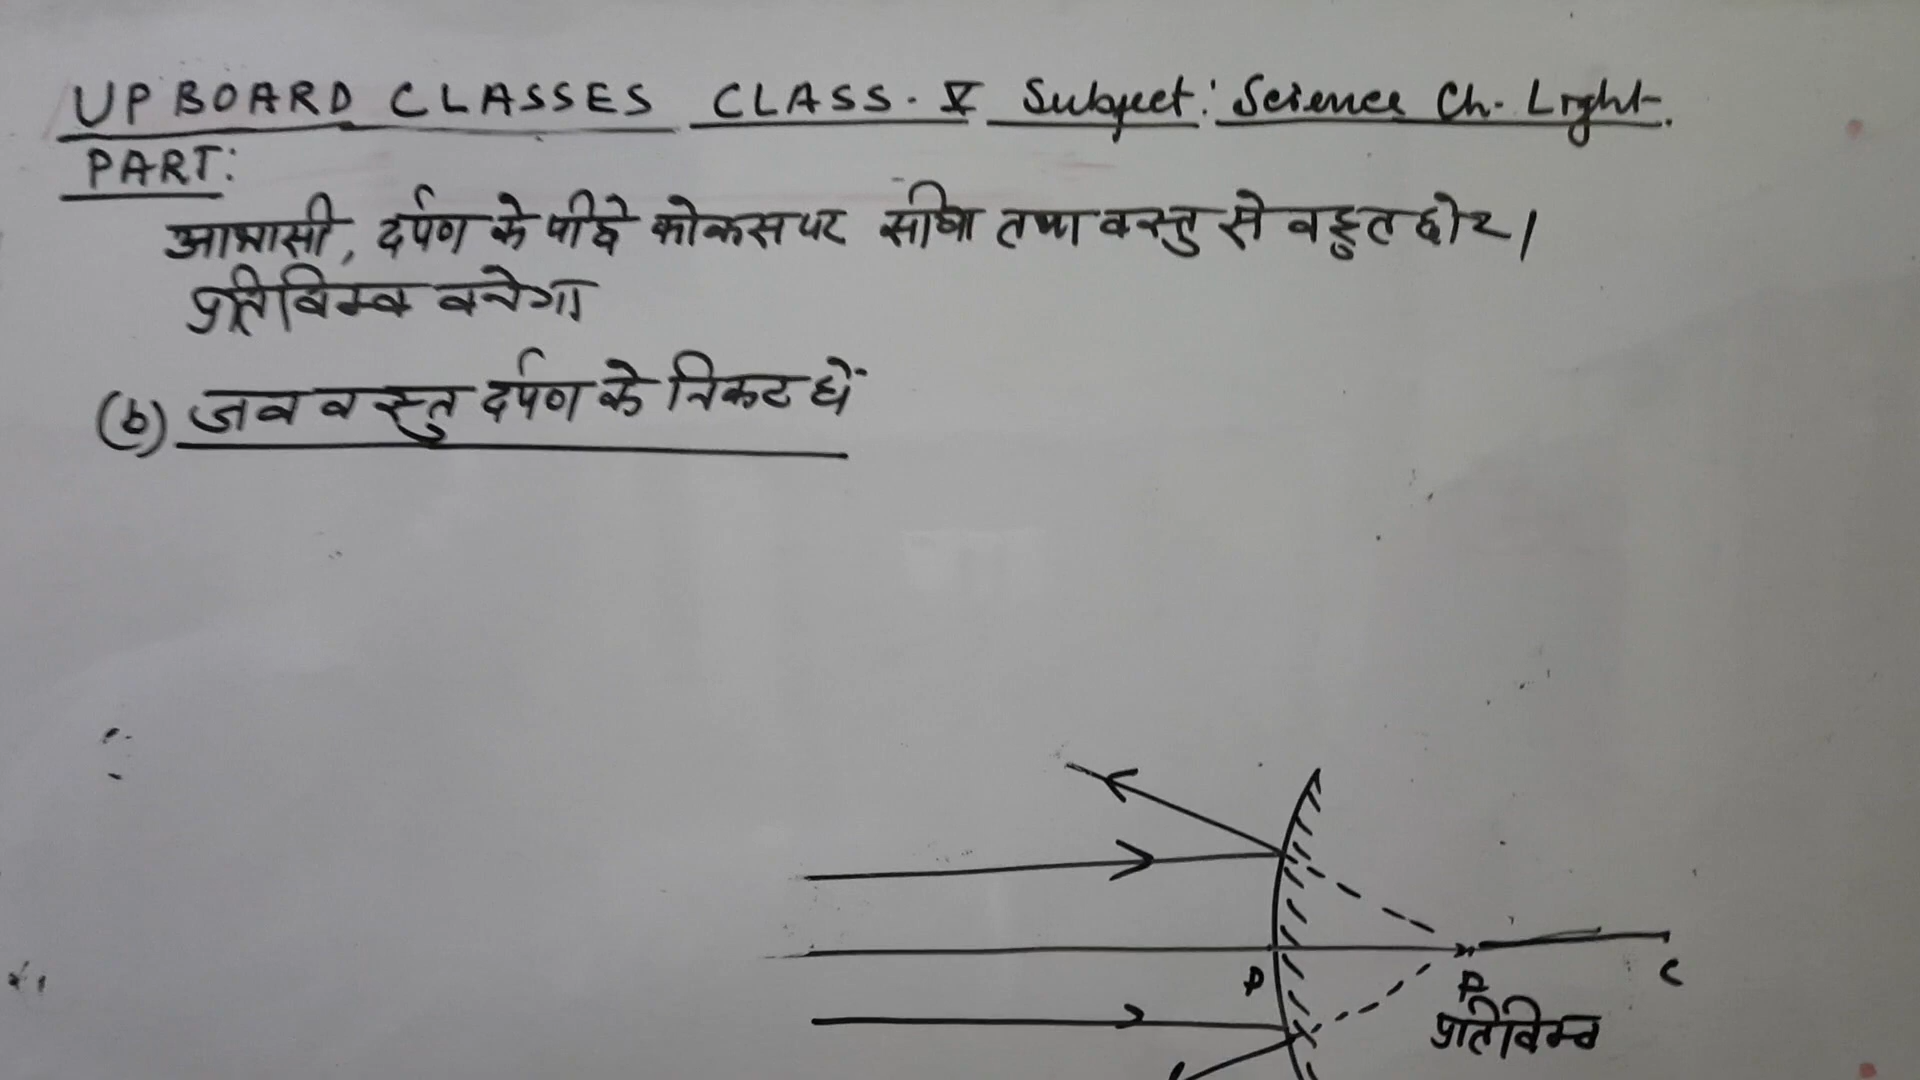 UP BOARD CLASSES CLASS. X Subject: Science Ch. Light.
PART:
आभासी, दर्पण के पीछे फोकस पर सीधा तथा वस्तु से बहुत छोटा।
प्रतिबिम्ब बनेगा
(b) जब वस्तु दर्पण के निकट हों
P
F
C
प्रतिबिम्ब